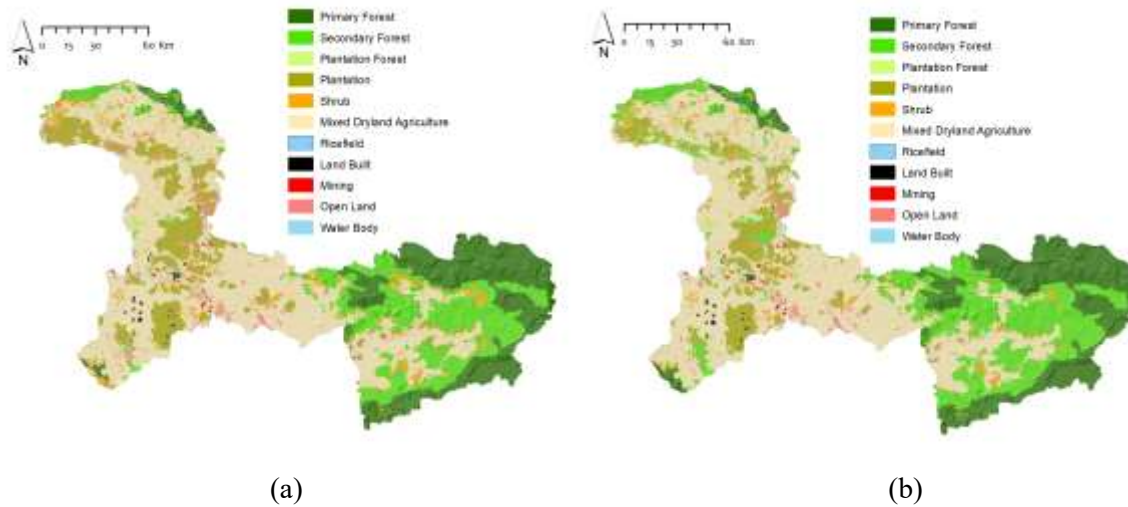 N
0 15 30 60 Km
Primary Forest
Secondary Forest
Plantation Forest
Plantation
Shrub
Mixed Dryland Agriculture
Ricefield
Land Built
Mining
Open Land
Water Body
N
0 15 30 60 Km
Primary Forest
Secondary Forest
Plantation Forest
Plantation
Shrub
Mixed Dryland Agriculture
Ricefield
Land Built
Mining
Open Land
Water Body
(a)
(b)